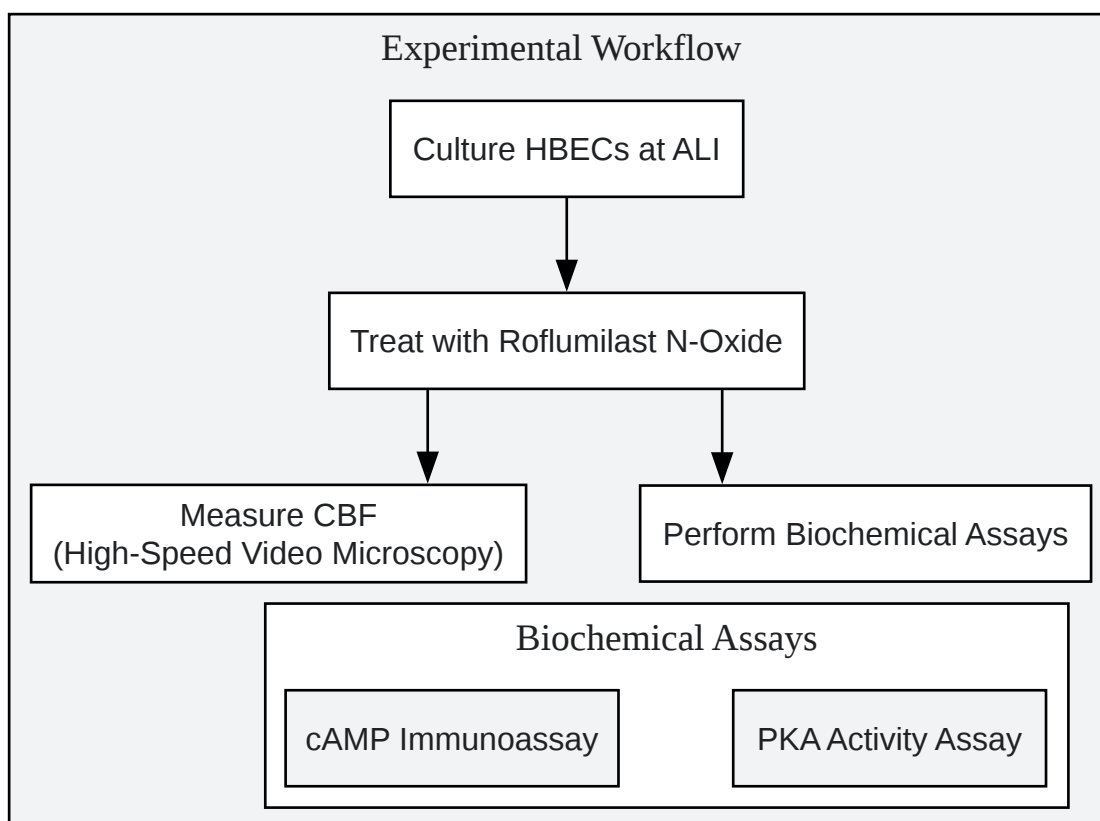 Experimental Workflow
Culture HBECs at ALI
Treat with Roflumilast N-Oxide
Measure CBF
(High-Speed Video Microscopy)
Perform Biochemical Assays
Biochemical Assays
cAMP Immunoassay
PKA Activity Assay